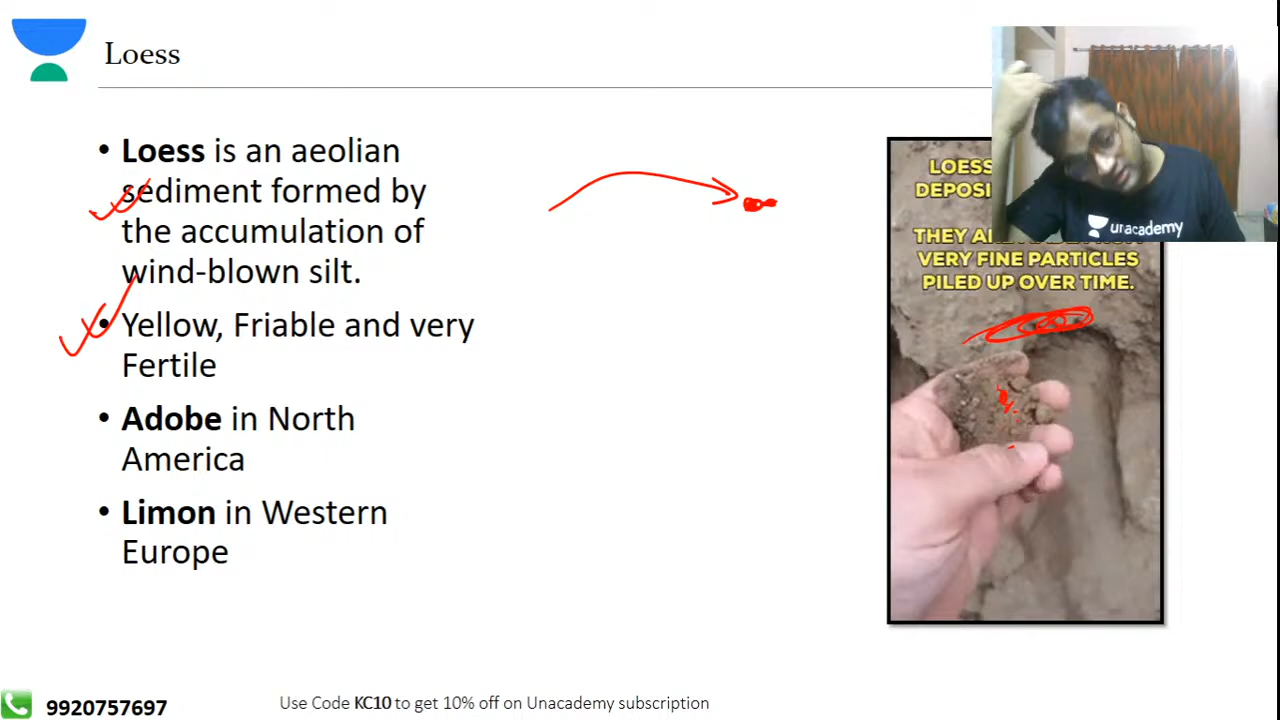 Loess
• Loess is an aeolian
sediment formed by
the accumulation of
wind-blown silt.
• Yellow, Friable and very
Fertile
• Adobe in North
America
• Limon in Western
Europe
LOESS
DEPOSI
THEY ARE
VERY FINE PARTICLES
PILED UP OVER TIME.
unacademy
9920757697
Use Code KC10 to get 10% off on Unacademy subscription